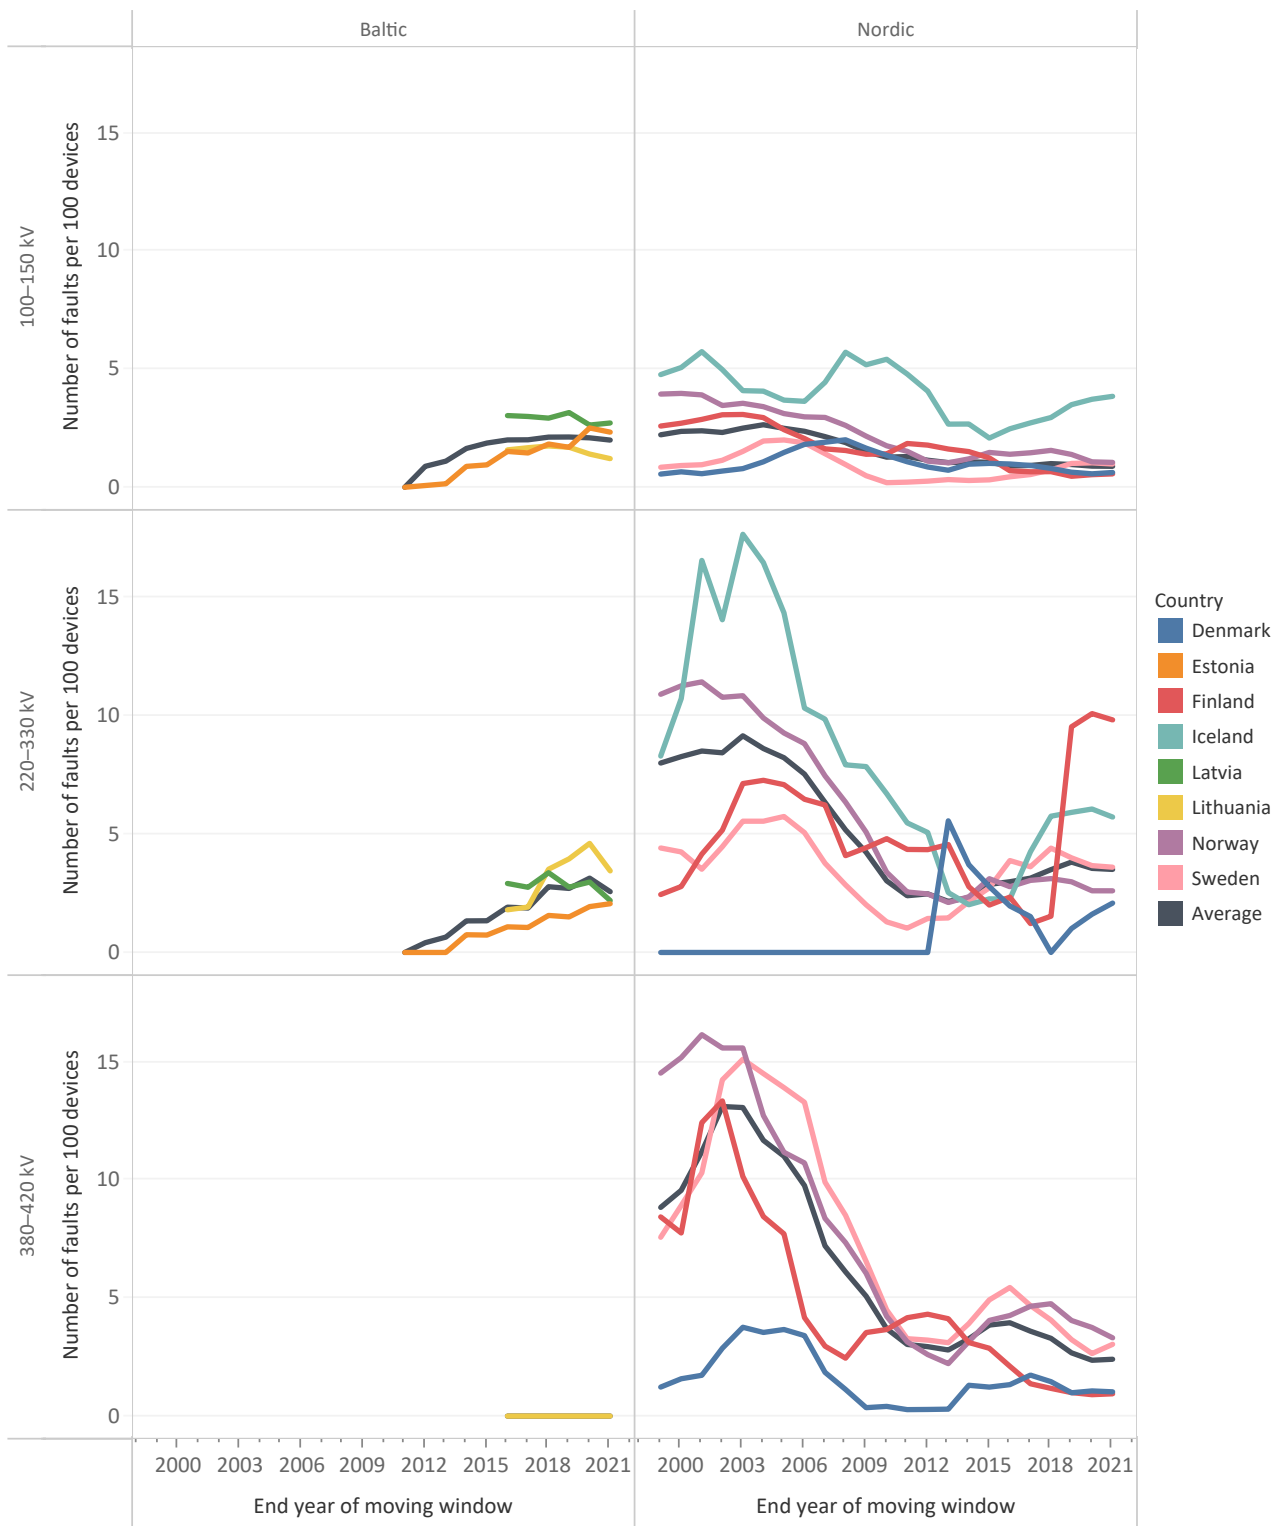 Baltic
Nordic
100–150 kV
Number of faults per 100 devices
15
10
5
0
220–330 kV
Number of faults per 100 devices
15
10
5
0
380–420 kV
Number of faults per 100 devices
15
10
5
0
2000 2003 2006 2009 2012 2015 2018 2021
2000 2003 2006 2009 2012 2015 2018 2021
End year of moving window
End year of moving window
Country
Denmark
Estonia
Finland
Iceland
Latvia
Lithuania
Norway
Sweden
Average